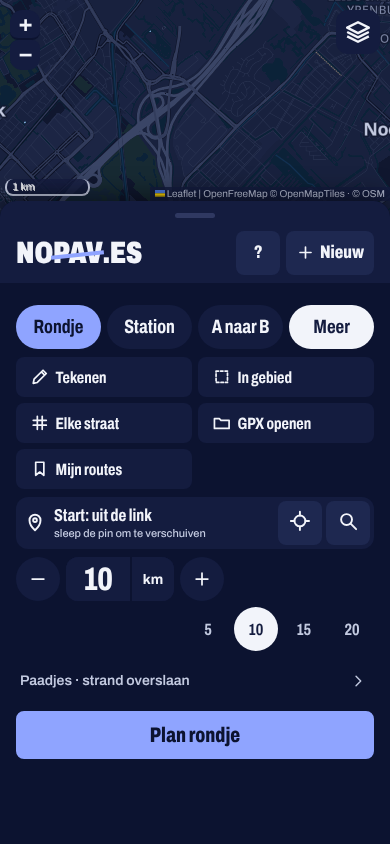 +
−
1 km
Leaflet | OpenFreeMap © OpenMapTiles · © OSM
NOPAV.ES
?
+ Nieuw
Rondje
Station
A naar B
Meer
Tekenen
In gebied
Elke straat
GPX openen
Mijn routes
Start: uit de link
sleep de pin om te verschuiven
−
10
km
+
5
10
15
20
Paadjes · strand overslaan
Plan rondje